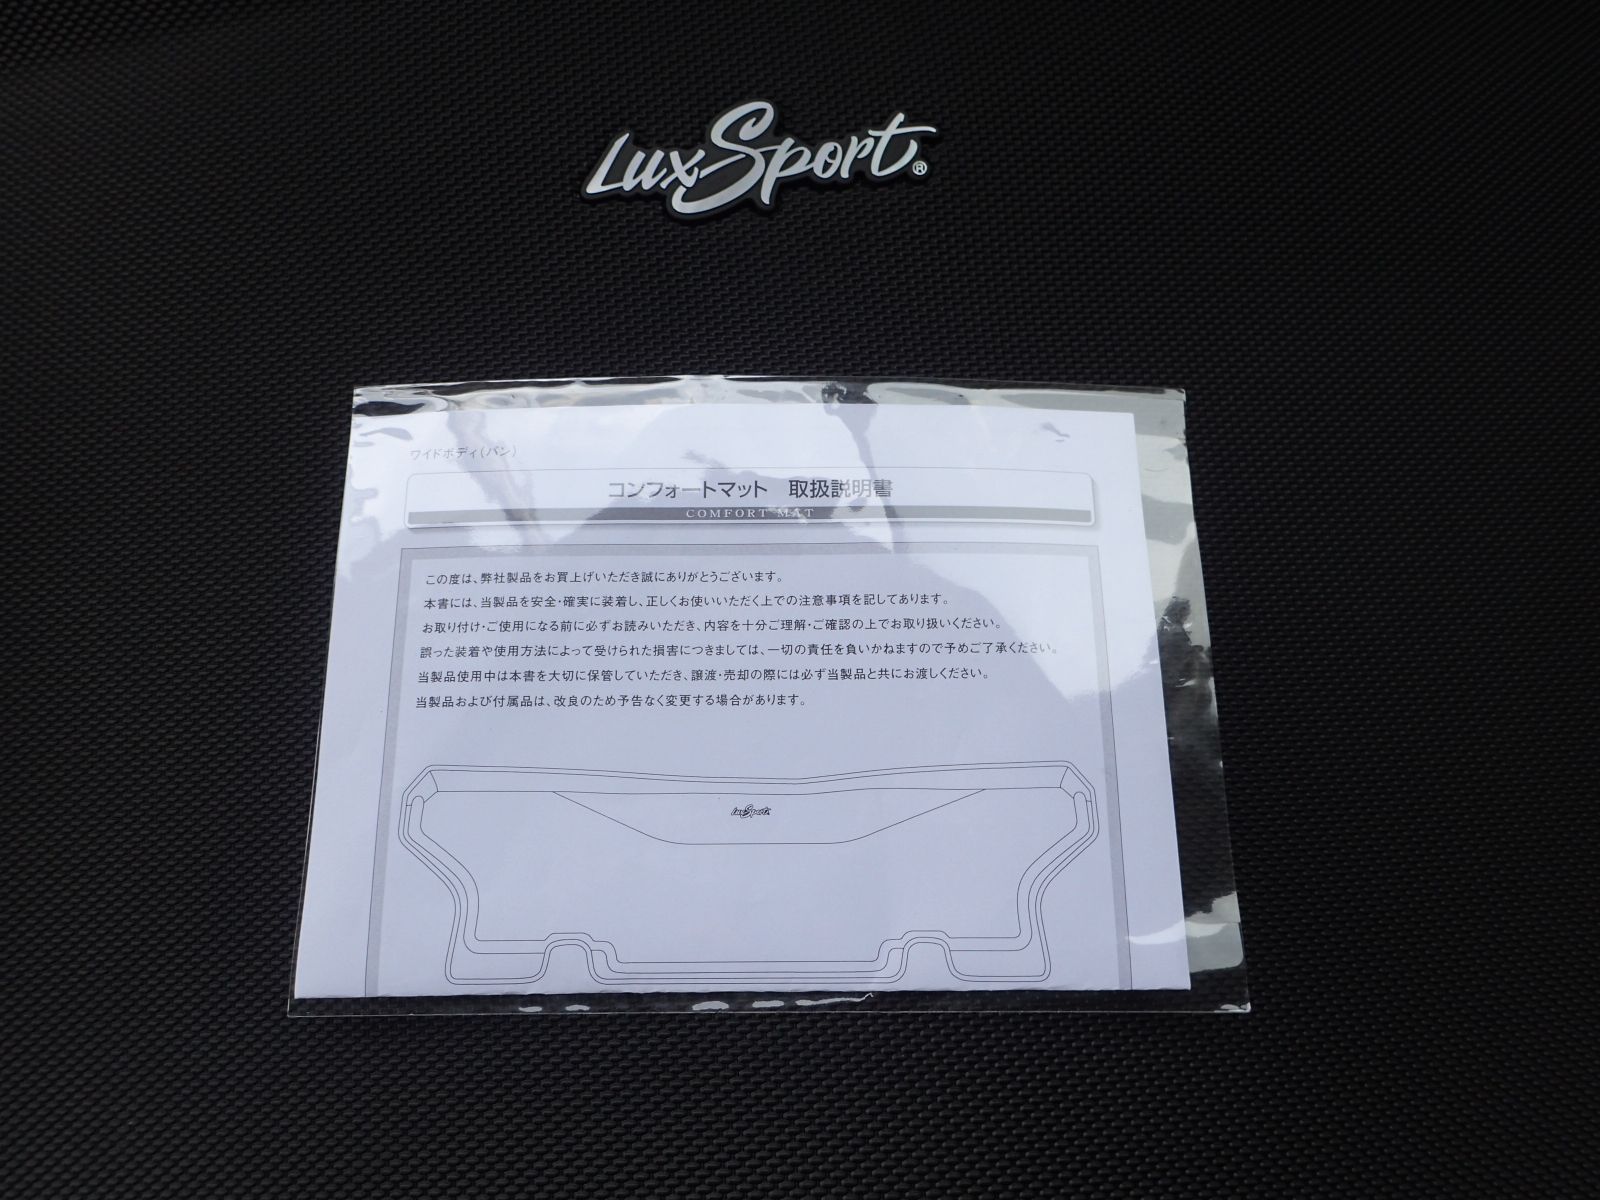 LuxSport®
ワイドボディ(バン)
コンフォートマット 取扱説明書
COMFORT MAT
この度は、弊社製品をお買上げいただき誠にありがとうございます。
本書には、当製品を安全・確実に装着し、正しくお使いいただく上での注意事項を記してあります。
お取り付け・ご使用になる前に必ずお読みいただき、内容を十分ご理解・ご確認の上でお取り扱いください。
誤った装着や使用方法によって受けられた損害につきましては、一切の責任を負いかねますので予めご了承ください。
当製品使用中は本書を大切に保管していただき、譲渡・売却の際には必ず当製品と共にお渡しください。
当製品および付属品は、改良のため予告なく変更する場合があります。
LuxSport